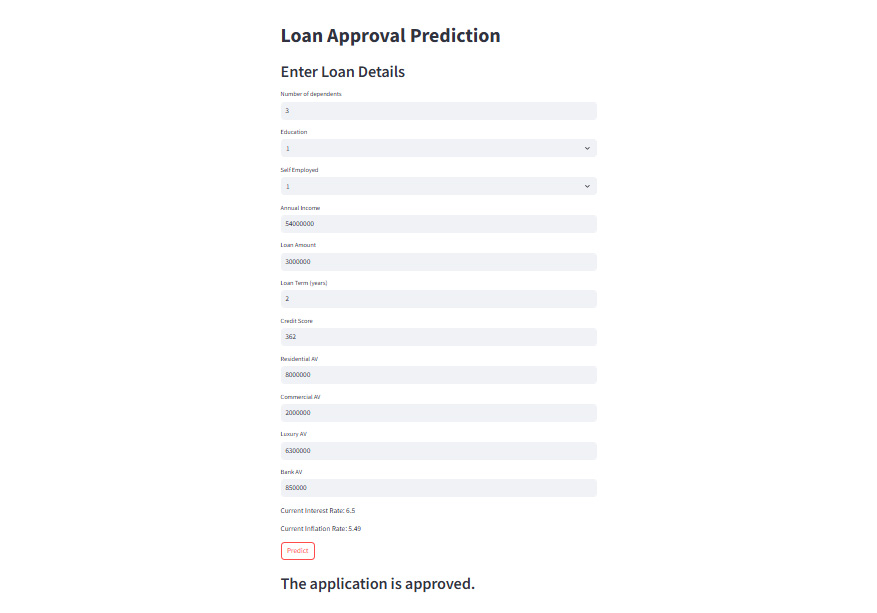 Loan Approval Prediction
Enter Loan Details
Number of dependents
3
Education
1
Self Employed
1
Annual Income
54000000
Loan Amount
3000000
Loan Term (years)
2
Credit Score
362
Residential AV
8000000
Commercial AV
2000000
Luxury AV
6300000
Bank AV
850000
Current Interest Rate: 6.5
Current Inflation Rate: 5.49
Predict
The application is approved.